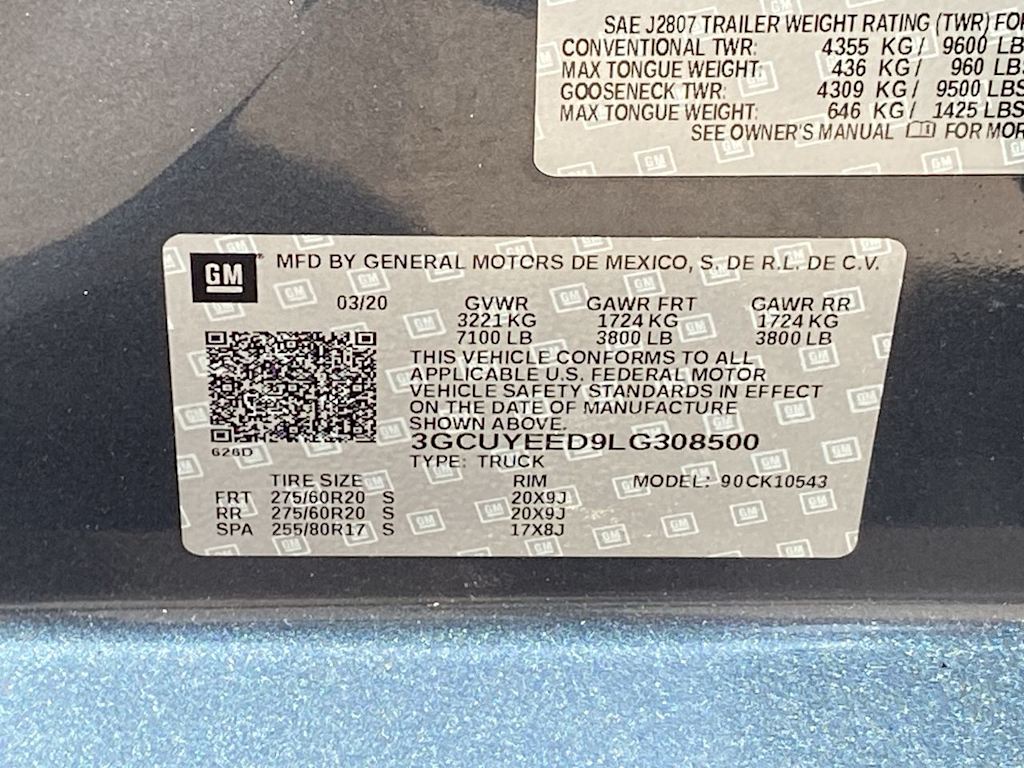 SAE J2807 TRAILER WEIGHT RATING (TWR)
CONVENTIONAL TWR: 4355 KG / 9600 LB
MAX TONGUE WEIGHT: 436 KG / 960 LBS
GOOSENECK TWR: 4309 KG / 9500 LBS
MAX TONGUE WEIGHT: 646 KG / 1425 LBS
SEE OWNER'S MANUAL FOR
GM MFD BY GENERAL MOTORS DE MEXICO, S. DE R.L. DE C.V.
03/20 GVWR GAWR FRT GAWR RR
3221 KG 1724 KG 1724 KG
7100 LB 3800 LB 3800 LB
THIS VEHICLE CONFORMS TO ALL
APPLICABLE U.S. FEDERAL MOTOR
VEHICLE SAFETY STANDARDS IN EFFECT
ON THE DATE OF MANUFACTURE
SHOWN ABOVE.
3GCUYEED9LG308500
626D
TYPE: TRUCK
TIRE SIZE RIM MODEL: 90CK10543
FRT 275/60R20 S 20X9J
RR 275/60R20 S 20X9J
SPA 255/80R17 S 17X8J